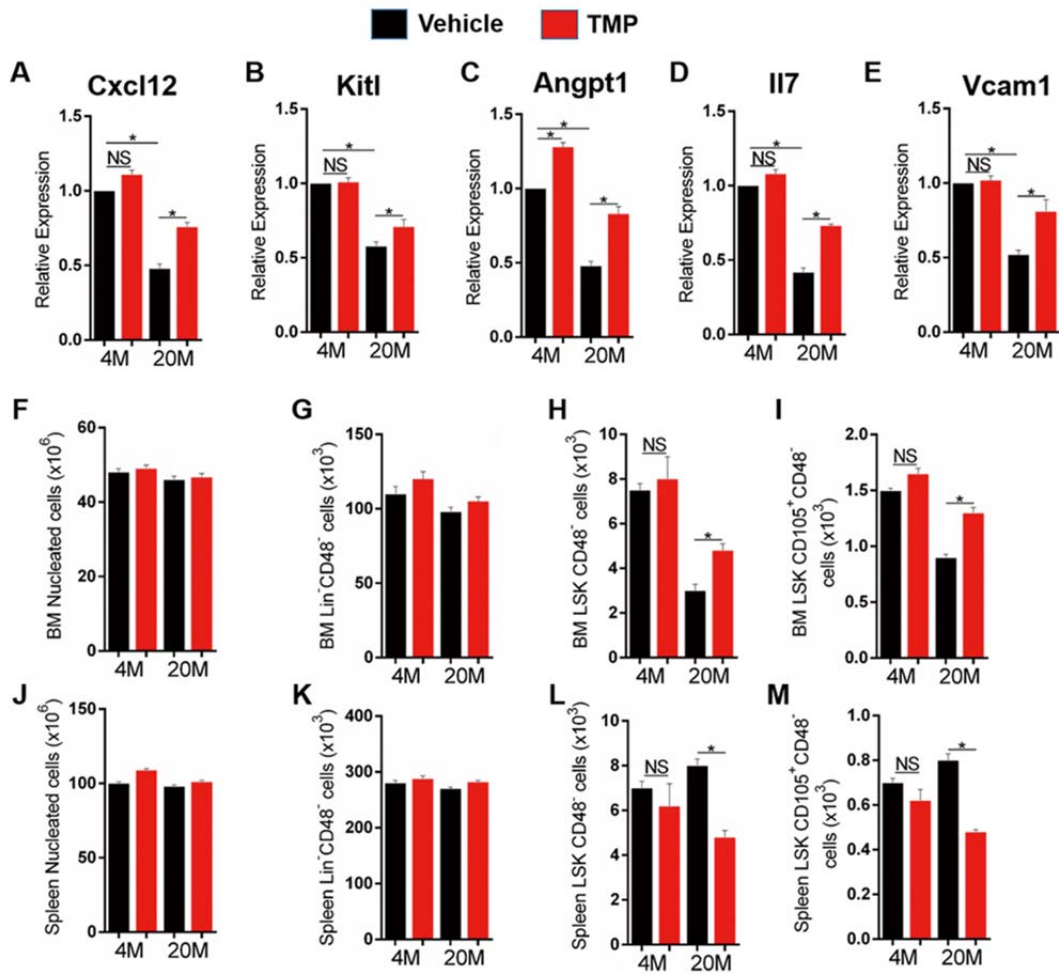 Vehicle TMP
A B C D E
Cxcl12 Kitl Angpt1 Il7 Vcam1
Relative Expression
1.5
1.0
0.5
0.0
*
NS
*
4M 20M
Relative Expression
1.5
1.0
0.5
0.0
*
NS
*
4M 20M
Relative Expression
1.5
1.0
0.5
0.0
*
*
*
4M 20M
Relative Expression
1.5
1.0
0.5
0.0
*
NS
*
4M 20M
Relative Expression
1.5
1.0
0.5
0.0
*
NS
*
4M 20M
F
BM Nucleated cells (x10⁶)
60
40
20
0
4M 20M
G
BM Lin⁻CD48⁻ cells (x10³)
150
100
50
0
4M 20M
H
BM LSK CD48⁻ cells (x10³)
10
8
6
4
2
0
NS
*
4M 20M
I
BM LSK CD105⁺ CD48⁻
cells (x10³)
2.0
1.5
1.0
0.5
0.0
NS
*
4M 20M
J
Spleen Nucleated cells (x10⁶)
150
100
50
0
4M 20M
K
Spleen Lin⁻CD48⁻ cells (x10³)
400
300
200
100
0
4M 20M
L
Spleen LSK CD48⁻ cells (x10³)
10
8
6
4
2
0
NS
*
4M 20M
M
Spleen LSK CD105⁺ CD48⁻
cells (x10³)
1.0
0.8
0.6
0.4
0.2
0.0
NS
*
4M 20M